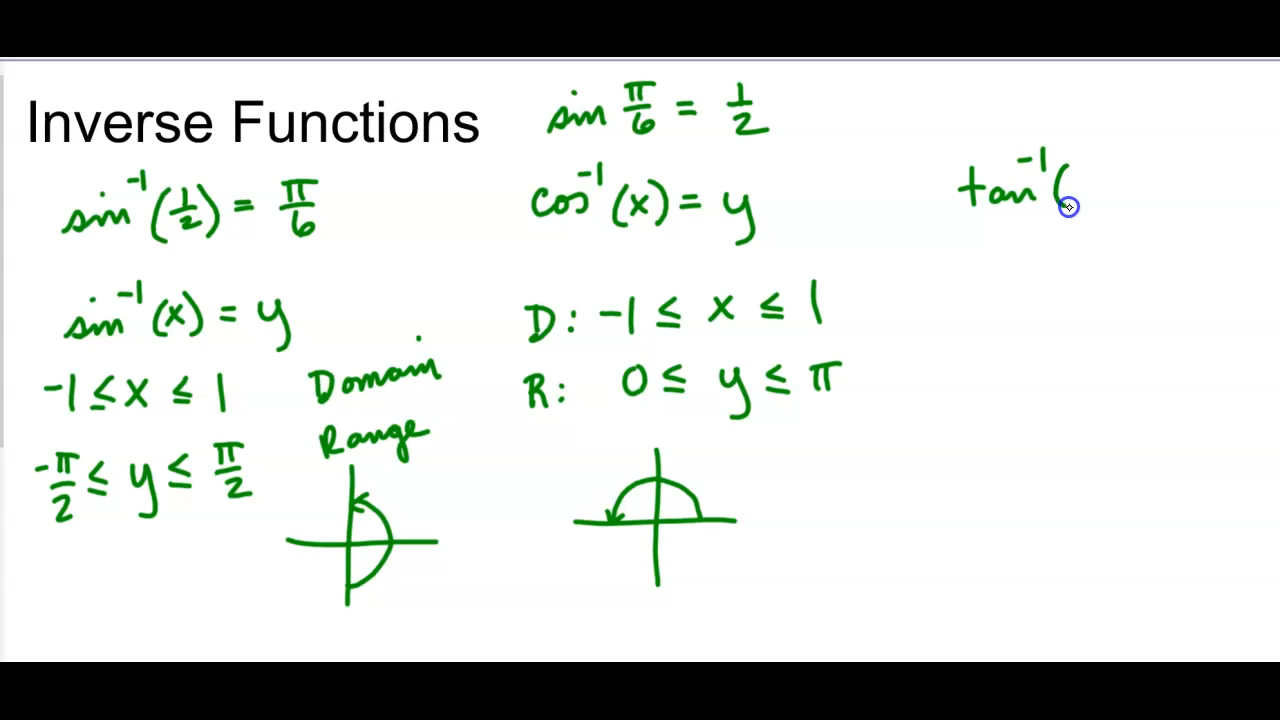 Inverse Functions
sin π/6 = 1/2
sin⁻¹(1/2) = π/6
cos⁻¹(x) = y
tan⁻¹(
sin⁻¹(x) = y
-1 ≤ x ≤ 1
Domain
-π/2 ≤ y ≤ π/2
Range
D: -1 ≤ x ≤ 1
R: 0 ≤ y ≤ π